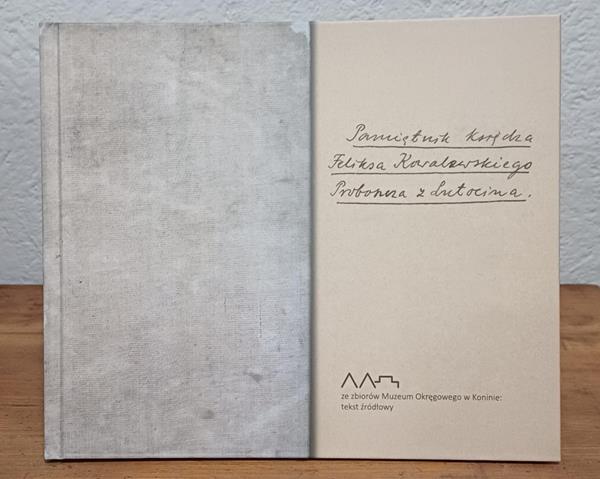 Pamiętnik księdza
Feliksa Kowalewskiego
Proboszcza z Lutocina.
ze zbiorów Muzeum Okręgowego w Koninie:
tekst źródłowy